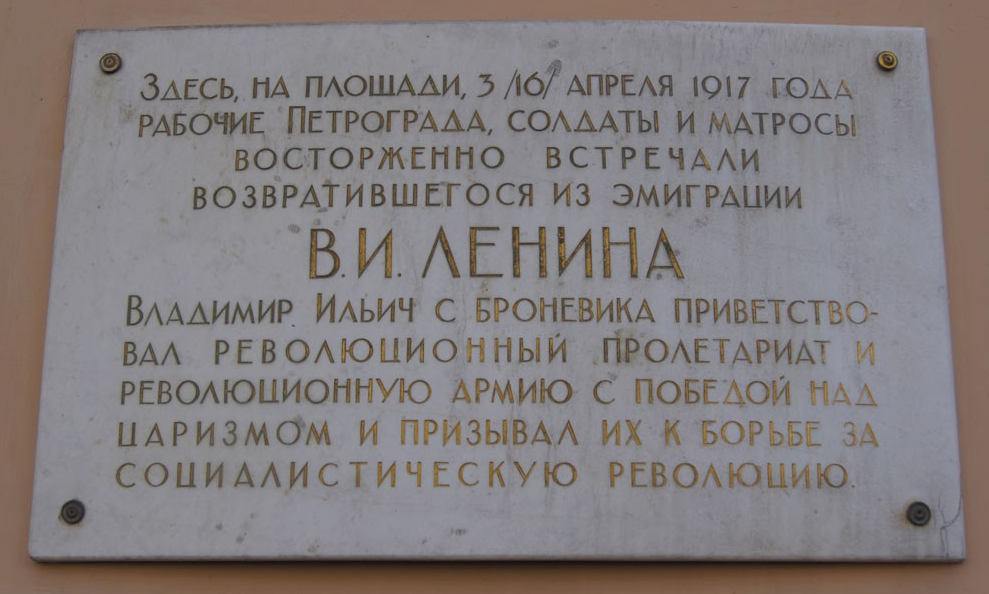 Здесь, на площади, 3 /16/ апреля 1917 года
рабочие Петрограда, солдаты и матросы
восторженно встречали
возвратившегося из эмиграции
В.И. ЛЕНИНА
Владимир Ильич с броневика приветство-
вал революционный пролетариат и
революционную армию с победой над
царизмом и призывал их к борьбе за
социалистическую революцию.